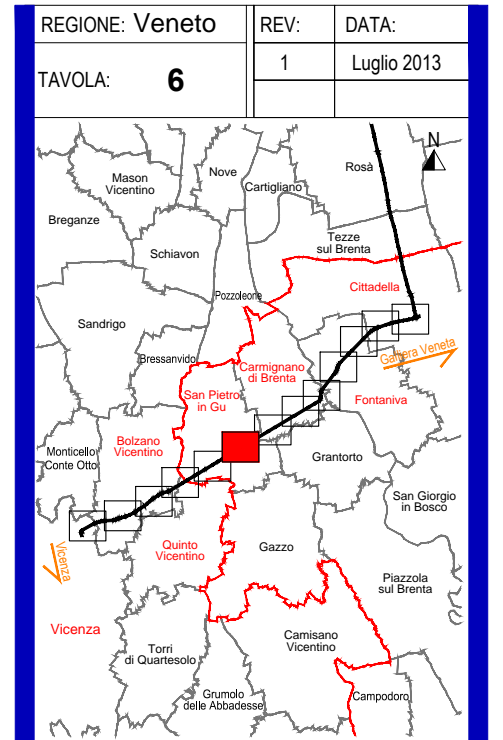 REGIONE: Veneto
REV:
DATA:
TAVOLA: 6
1
Luglio 2013
N
Nove
Rosà
Mason
Vicentino
Cartigliano
Breganze
Tezze
sul Brenta
Schiavon
Cittadella
Pozzoleone
Sandrigo
Galliera Veneta
Bressanvido
Carmignano
di Brenta
San Pietro
in Gu
Fontaniva
Bolzano
Vicentino
Monticello
Conte Otto
Grantorto
San Giorgio
in Bosco
Vicenza
Quinto
Vicentino
Gazzo
Piazzola
sul Brenta
Vicenza
Torri
di Quartesolo
Camisano
Vicentino
Grumolo
delle Abbadesse
Campodoro